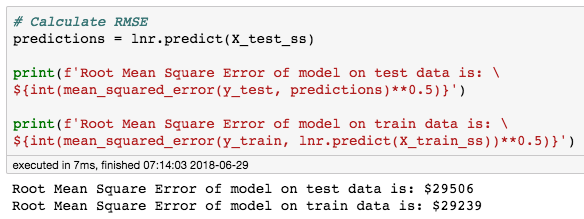 # Calculate RMSE
predictions = lnr.predict(X_test_ss)
print(f'Root Mean Square Error of model on test data is: \
${int(mean_squared_error(y_test, predictions)**0.5)}')
print(f'Root Mean Square Error of model on train data is: \
${int(mean_squared_error(y_train, lnr.predict(X_train_ss))**0.5)}')
executed in 7ms, finished 07:14:03 2018-06-29
Root Mean Square Error of model on test data is: $29506
Root Mean Square Error of model on train data is: $29239